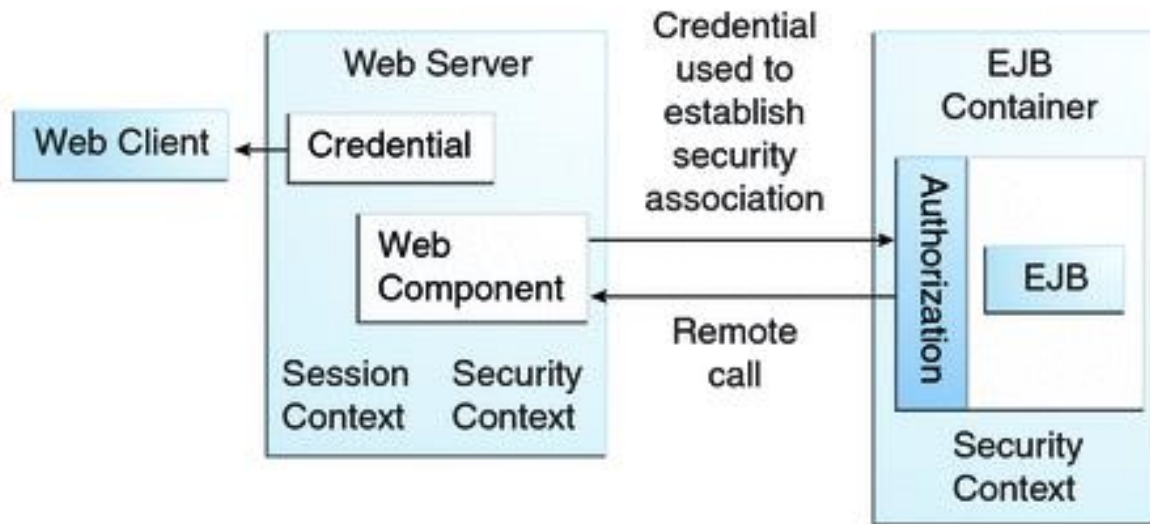 Web Client
Web Server
Credential
Web
Component
Session
Context
Security
Context
Credential
used to
establish
security
association
Remote
call
EJB
Container
Authorization
EJB
Security
Context